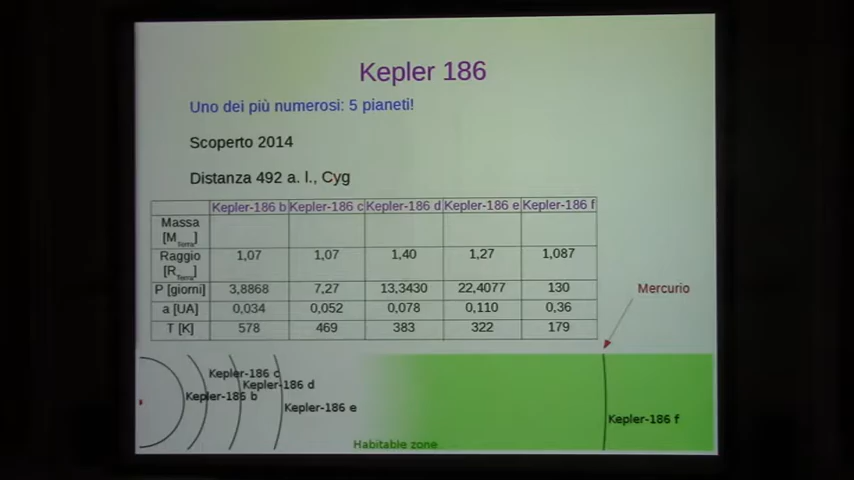 Kepler 186
Uno dei più numerosi: 5 pianeti!
Scoperto 2014
Distanza 492 a. l., Cyg
Kepler-186 b Kepler-186 c Kepler-186 d Kepler-186 e Kepler-186 f
Massa
[M Terra]
Raggio 1,07 1,07 1,40 1,27 1,087
[R Terra]
P [giorni] 3,8868 7,27 13,3430 22,4077 130
a [UA] 0,034 0,052 0,078 0,110 0,36
T [K] 578 469 383 322 179
Mercurio
Kepler-186 c
Kepler-186 d
Kepler-186 b
Kepler-186 e
Kepler-186 f
Habitable zone